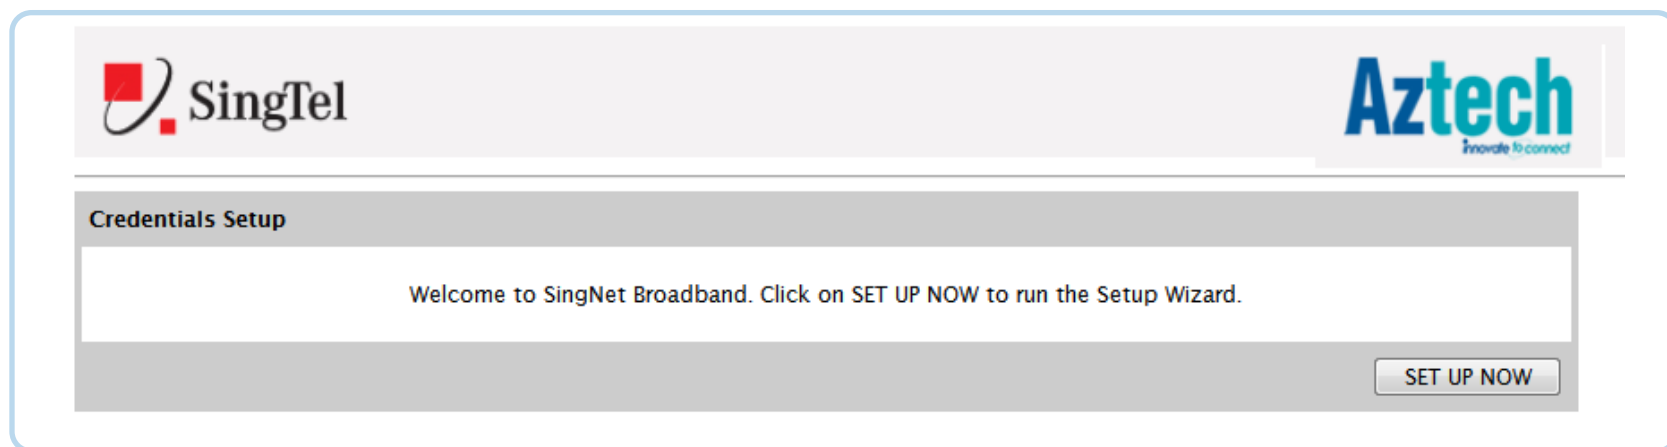 SingTel
Aztech
innovate to connect
Credentials Setup
Welcome to SingNet Broadband. Click on SET UP NOW to run the Setup Wizard.
SET UP NOW